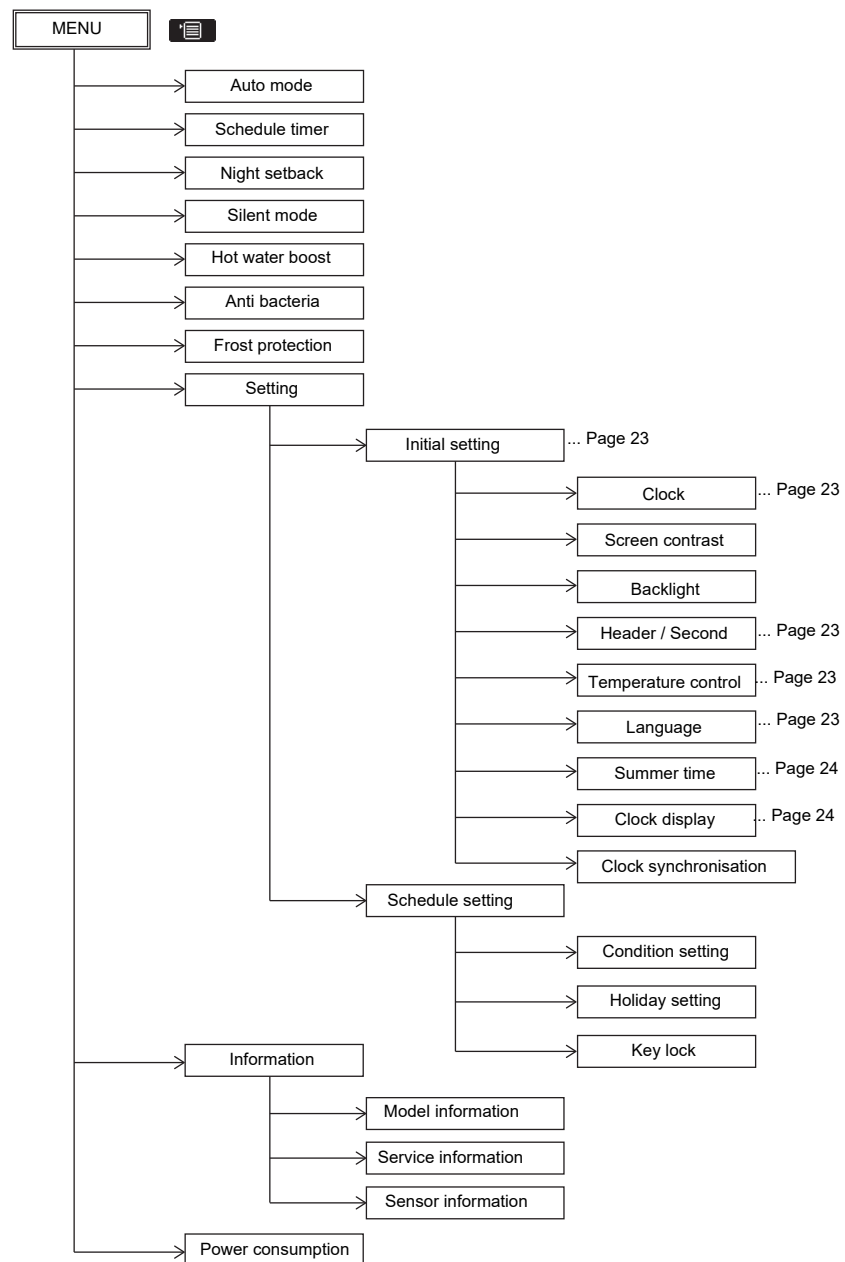 MENU
Auto mode
Schedule timer
Night setback
Silent mode
Hot water boost
Anti bacteria
Frost protection
Setting
Initial setting ... Page 23
Clock ... Page 23
Screen contrast
Backlight
Header / Second ... Page 23
Temperature control ... Page 23
Language ... Page 23
Summer time ... Page 24
Clock display ... Page 24
Clock synchronisation
Schedule setting
Condition setting
Holiday setting
Key lock
Information
Model information
Service information
Sensor information
Power consumption